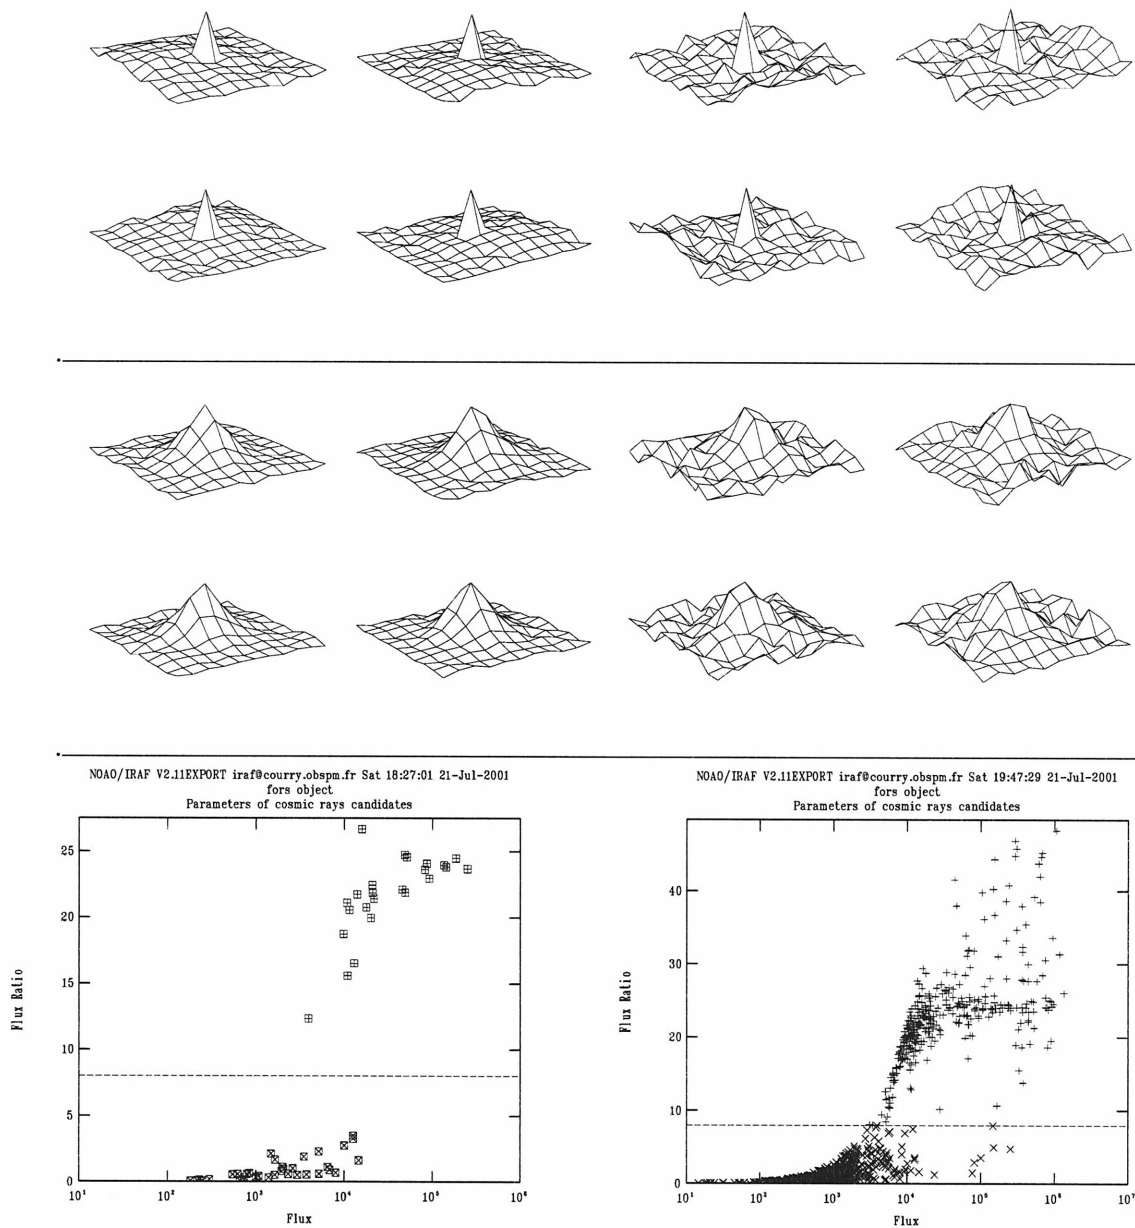 NOAO/IRAF V2.11EXPORT iraf@courry.obspm.fr Sat 18:27:01 21-Jul-2001
fors object
Parameters of cosmic rays candidates
25
20
15
10
5
0
Flux Ratio
10¹ 10² 10³ 10⁴ 10⁵ 10⁶
Flux
NOAO/IRAF V2.11EXPORT iraf@courry.obspm.fr Sat 19:47:29 21-Jul-2001
fors object
Parameters of cosmic rays candidates
40
30
20
10
0
Flux Ratio
10¹ 10² 10³ 10⁴ 10⁵ 10⁶ 10⁷
Flux